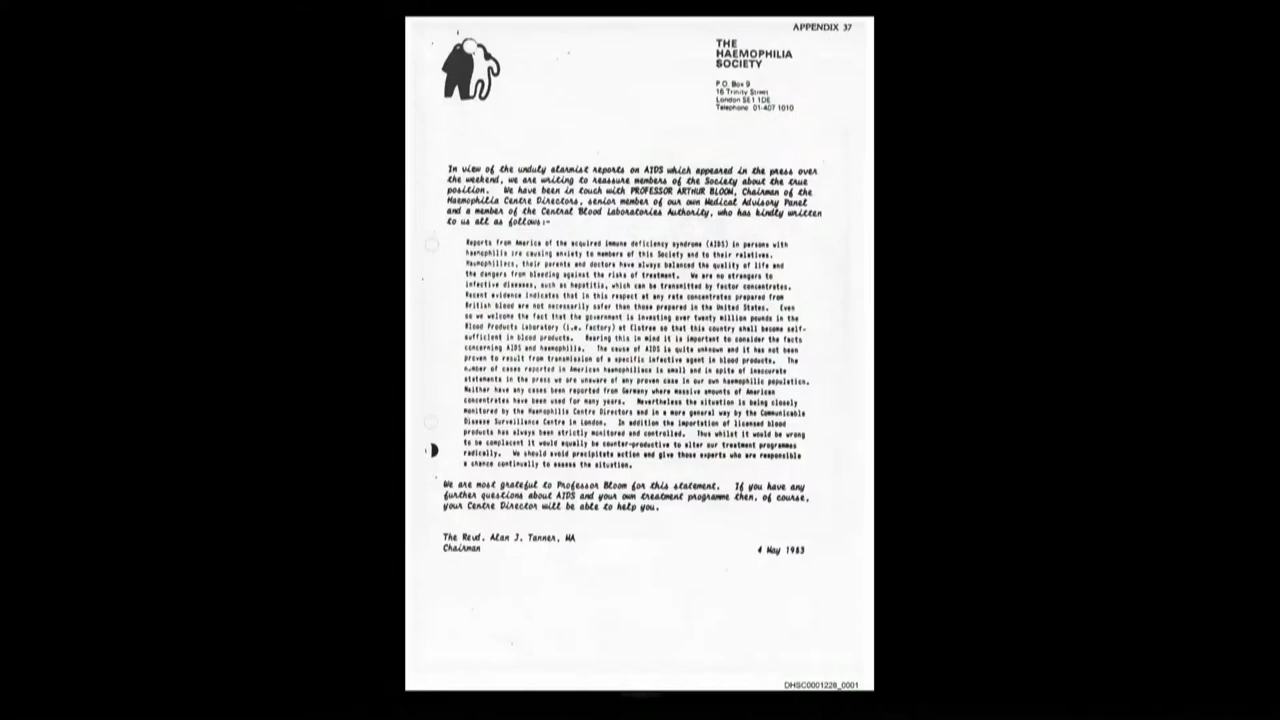 APPENDIX 37
THE
HAEMOPHILIA
SOCIETY
P.O. Box 9
16 Trinity Street
London SE1 1DE
Telephone 01-407 1010
In view of the unduly alarmist reports on AIDS which appeared in the press over
the weekend, we are writing to reassure members of the Society about the true
position. We have been in touch with PROFESSOR ARTHUR BLOOM, Chairman of the
Haemophilia Centre Directors, senior member of our own Medical Advisory Panel
and a member of the Central Blood Laboratories Authority, who has kindly written
to us all as follows:-
Reports from America of the acquired immune deficiency syndrome (AIDS) in persons with
haemophilia are causing anxiety to members of this Society and to their relatives.
Haemophiliacs, their parents and doctors have always balanced the quality of life and
the dangers from bleeding against the risks of treatment. We are no strangers to
infective diseases, such as hepatitis, which can be transmitted by factor concentrates.
Recent evidence indicates that in this respect at any rate concentrates prepared from
British blood are not necessarily safer than those prepared in the United States. Even
so we welcome the fact that the government is investing over twenty million pounds in the
Blood Products Laboratory (i.e. factory) at Elstree so that this country shall become self-
sufficient in blood products. Bearing this in mind it is important to consider the facts
concerning AIDS and haemophilia. The cause of AIDS is quite unknown and it has not been
proven to result from transmission of a specific infective agent in blood products. The
number of cases reported in American haemophiliacs is small and in spite of inaccurate
statements in the press we are unaware of any proven case in our own haemophilic population.
Neither have any cases been reported from Germany where massive amounts of American
concentrates have been used for many years. Nevertheless the situation is being closely
monitored by the Haemophilia Centre Directors and in a more general way by the Communicable
Disease Surveillance Centre in London. In addition the importation of licensed blood
products has always been strictly monitored and controlled. Thus whilst it would be wrong
to be complacent it would equally be counter-productive to alter our treatment programmes
radically. We should avoid precipitate action and give those experts who are responsible
a chance continually to assess the situation.
We are most grateful to Professor Bloom for this statement. If you have any
further questions about AIDS and your own treatment programme then, of course,
your Centre Director will be able to help you.
The Revd. Alan J. Tanner, MA
Chairman
4 May 1983
DHSC0001228_0001